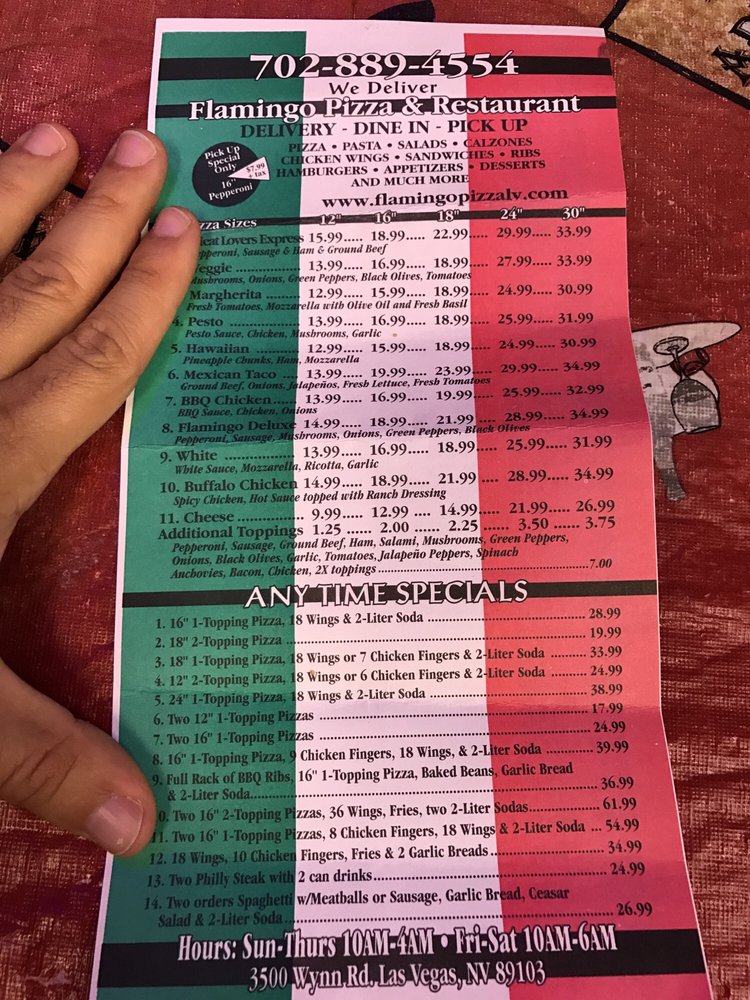 702-889-4554
We Deliver
Flamingo Pizza & Restaurant
DELIVERY - DINE IN - PICK UP
PIZZA • PASTA • SALADS • CALZONES
CHICKEN WINGS • SANDWICHES • RIBS
HAMBURGERS • APPETIZERS • DESSERTS
AND MUCH MORE
Pick Up
Special
Only
$7.99
+ tax
16"
Pepperoni
www.flamingopizzalv.com
zza Sizes 12" 16" 18" 24" 30"
eat Lovers Express 15.99..... 18.99..... 22.99..... 29.99..... 33.99
epperoni, Sausage & Ham & Ground Beef
Veggie ............ 13.99..... 16.99..... 18.99..... 27.99..... 33.99
Mushrooms, Onions, Green Peppers, Black Olives, Tomatoes
Margherita ....... 12.99..... 15.99..... 18.99..... 24.99..... 30.99
Fresh Tomatoes, Mozzarella with Olive Oil and Fresh Basil
4. Pesto ............ 13.99..... 16.99..... 18.99..... 25.99..... 31.99
Pesto Sauce, Chicken, Mushrooms, Garlic
5. Hawaiian ....... 12.99..... 15.99..... 18.99..... 24.99..... 30.99
Pineapple Chunks, Ham, Mozzarella
6. Mexican Taco .... 13.99..... 19.99..... 23.99..... 29.99..... 34.99
Ground Beef, Onions, Jalapeños, Fresh Lettuce, Fresh Tomatoes
7. BBQ Chicken..... 13.99..... 16.99..... 19.99..... 25.99..... 32.99
BBQ Sauce, Chicken, Onions
8. Flamingo Deluxe 14.99..... 18.99..... 21.99..... 28.99..... 34.99
Pepperoni, Sausage, Mushrooms, Onions, Green Peppers, Black Olives
9. White ............ 13.99..... 16.99..... 18.99..... 25.99..... 31.99
White Sauce, Mozzarella, Ricotta, Garlic
10. Buffalo Chicken 14.99..... 18.99..... 21.99 .... 28.99..... 34.99
Spicy Chicken, Hot Sauce topped with Ranch Dressing
11. Cheese ................ 9.99..... 12.99 .... 14.99..... 21.99..... 26.99
Additional Toppings 1.25 ...... 2.00 ...... 2.25 ...... 3.50 ...... 3.75
Pepperoni, Sausage, Ground Beef, Ham, Salami, Mushrooms, Green Peppers,
Onions, Black Olives, Garlic, Tomatoes, Jalapeño Peppers, Spinach
Anchovies, Bacon, Chicken, 2X toppings ........................................7.00
ANY TIME SPECIALS
1. 16" 1-Topping Pizza, 18 Wings & 2-Liter Soda ........................ 28.99
2. 18" 2-Topping Pizza ........................................................ 19.99
3. 18" 1-Topping Pizza, 18 Wings or 7 Chicken Fingers & 2-Liter Soda ........ 33.99
4. 12" 2-Topping Pizza, 18 Wings or 6 Chicken Fingers & 2-Liter Soda ........ 24.99
5. 24" 1-Topping Pizza, 18 Wings & 2-Liter Soda ........................ 38.99
6. Two 12" 1-Topping Pizzas ................................................ 17.99
7. Two 16" 1-Topping Pizzas ................................................ 24.99
8. 16" 1-Topping Pizza, 9 Chicken Fingers, 18 Wings, & 2-Liter Soda ......... 39.99
9. Full Rack of BBQ Ribs, 16" 1-Topping Pizza, Baked Beans, Garlic Bread
& 2-Liter Soda........................................................ 36.99
0. Two 16" 2-Topping Pizzas, 36 Wings, Fries, two 2-Liter Sodas................ 61.99
11. Two 16" 1-Topping Pizzas, 8 Chicken Fingers, 18 Wings & 2-Liter Soda ... 54.99
12. 18 Wings, 10 Chicken Fingers, Fries & 2 Garlic Breads...................... 34.99
13. Two Philly Steak with 2 can drinks........................................ 24.99
14. Two orders Spaghetti w/Meatballs or Sausage, Garlic Bread, Ceasar
Salad & 2-Liter Soda................................................ 26.99
Hours: Sun-Thurs 10AM-4AM • Fri-Sat 10AM-6AM
3500 Wynn Rd. Las Vegas, NV 89103